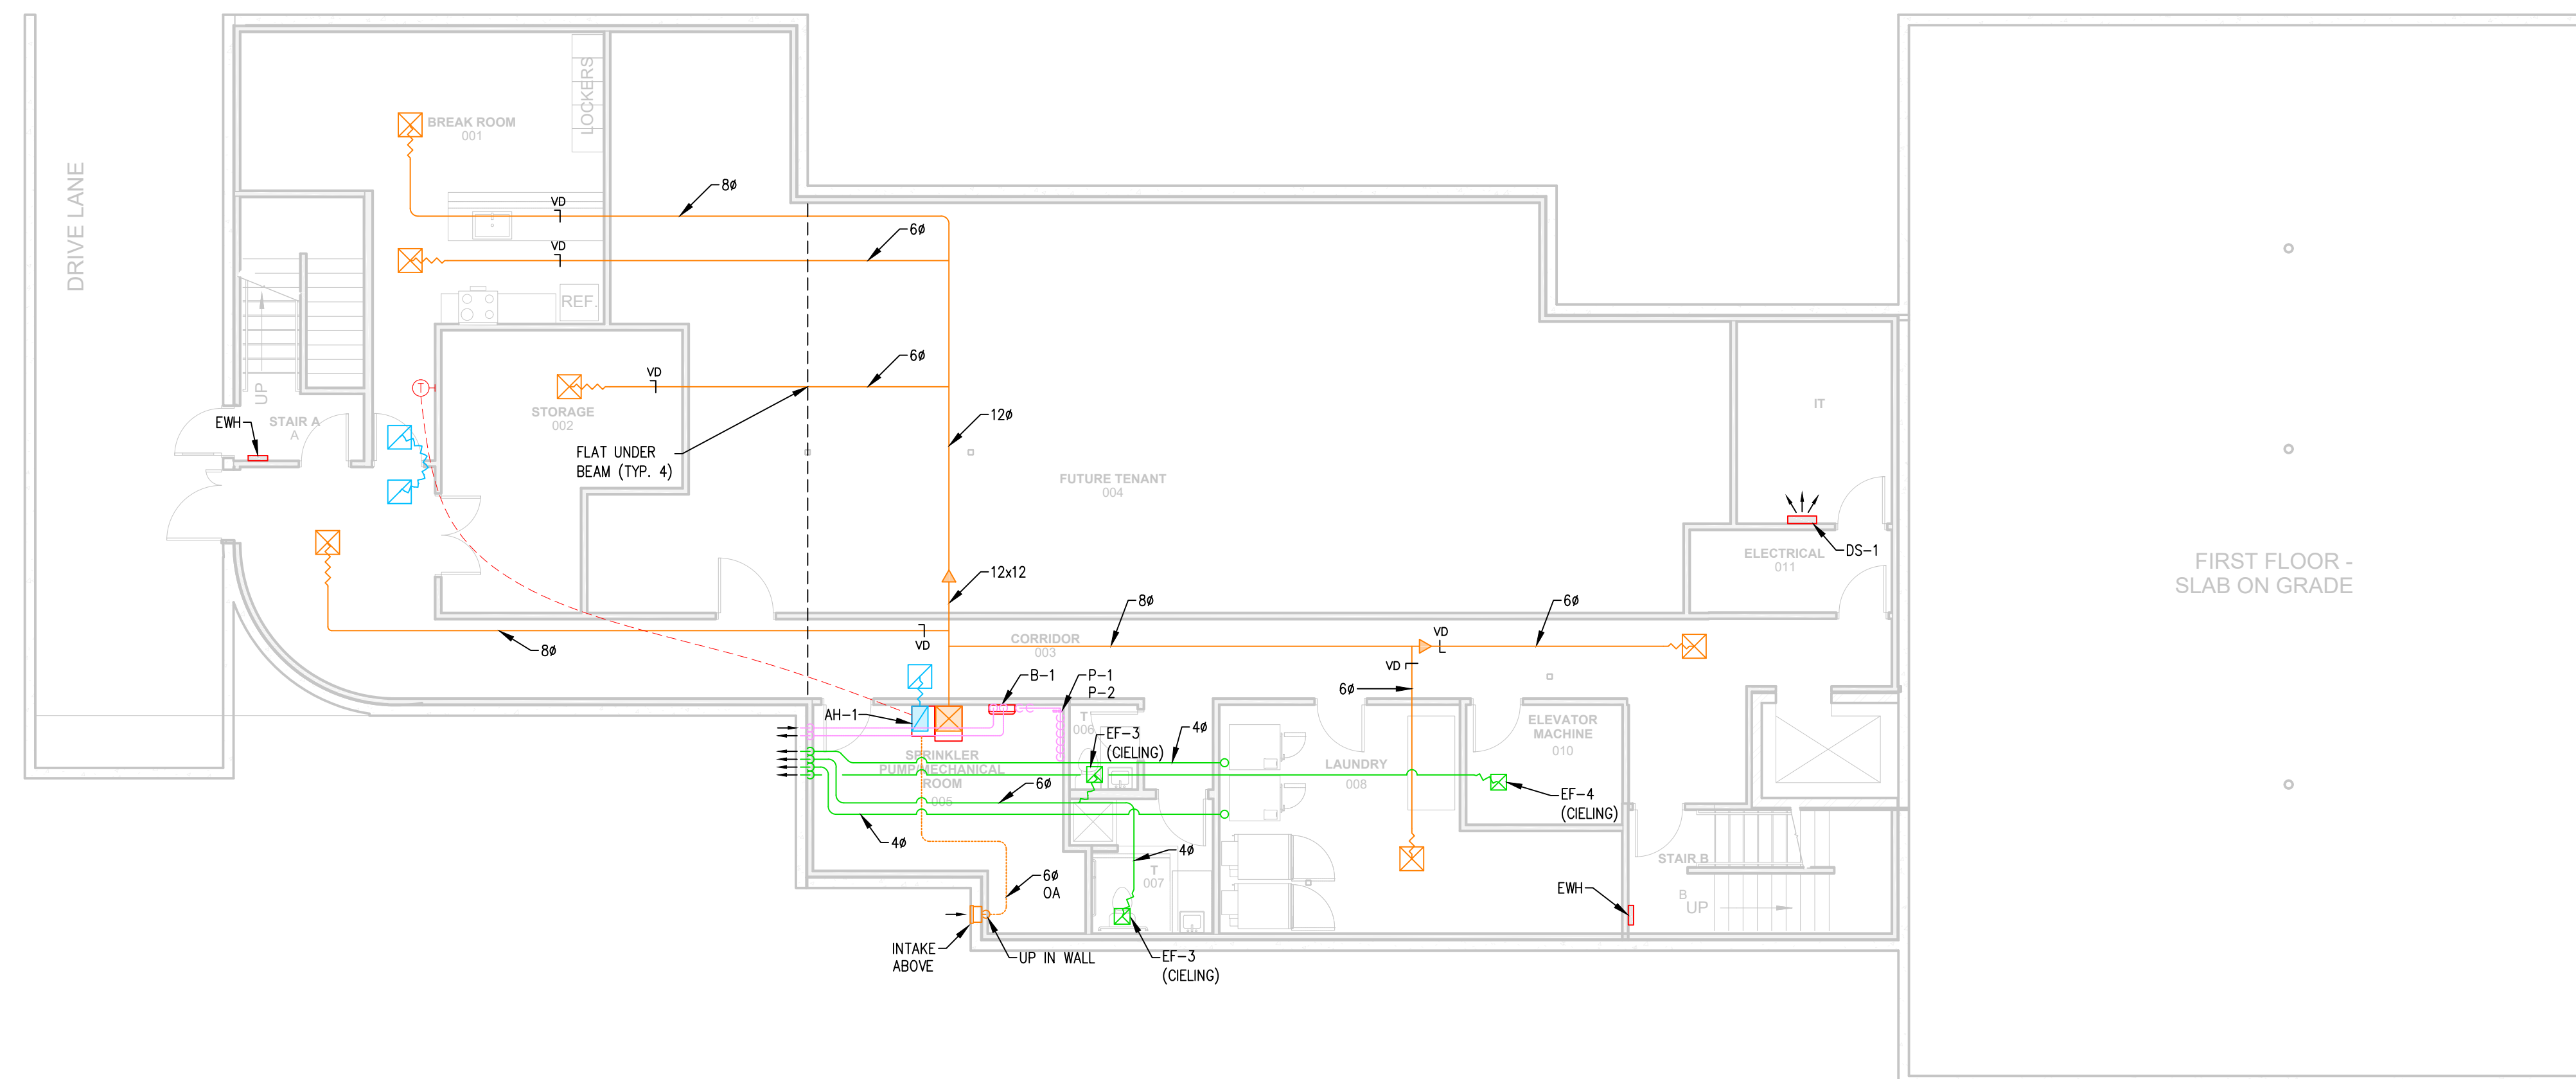 DRIVE LANE
BREAK ROOM
001
LOCKERS
8ø
VD
6ø
VD
REF.
6ø
VD
STORAGE
002
UP
STAIR A
A
EWH
T
12ø
FLAT UNDER
BEAM (TYP. 4)
FUTURE TENANT
004
IT
ELECTRICAL
011
DS-1
FIRST FLOOR -
SLAB ON GRADE
12x12
8ø
6ø
VD
8ø
VD
CORRIDOR
003
VD
6ø
B-1
P-1
P-2
AH-1
T
006
EF-3
(CIELING)
4ø
SPRINKLER
PUMP/MECHANICAL
ROOM
005
6ø
LAUNDRY
008
ELEVATOR
MACHINE
010
EF-4
(CIELING)
4ø
4ø
T
007
6ø
OA
STAIR B
B
UP
EWH
INTAKE
ABOVE
UP IN WALL
EF-3
(CIELING)